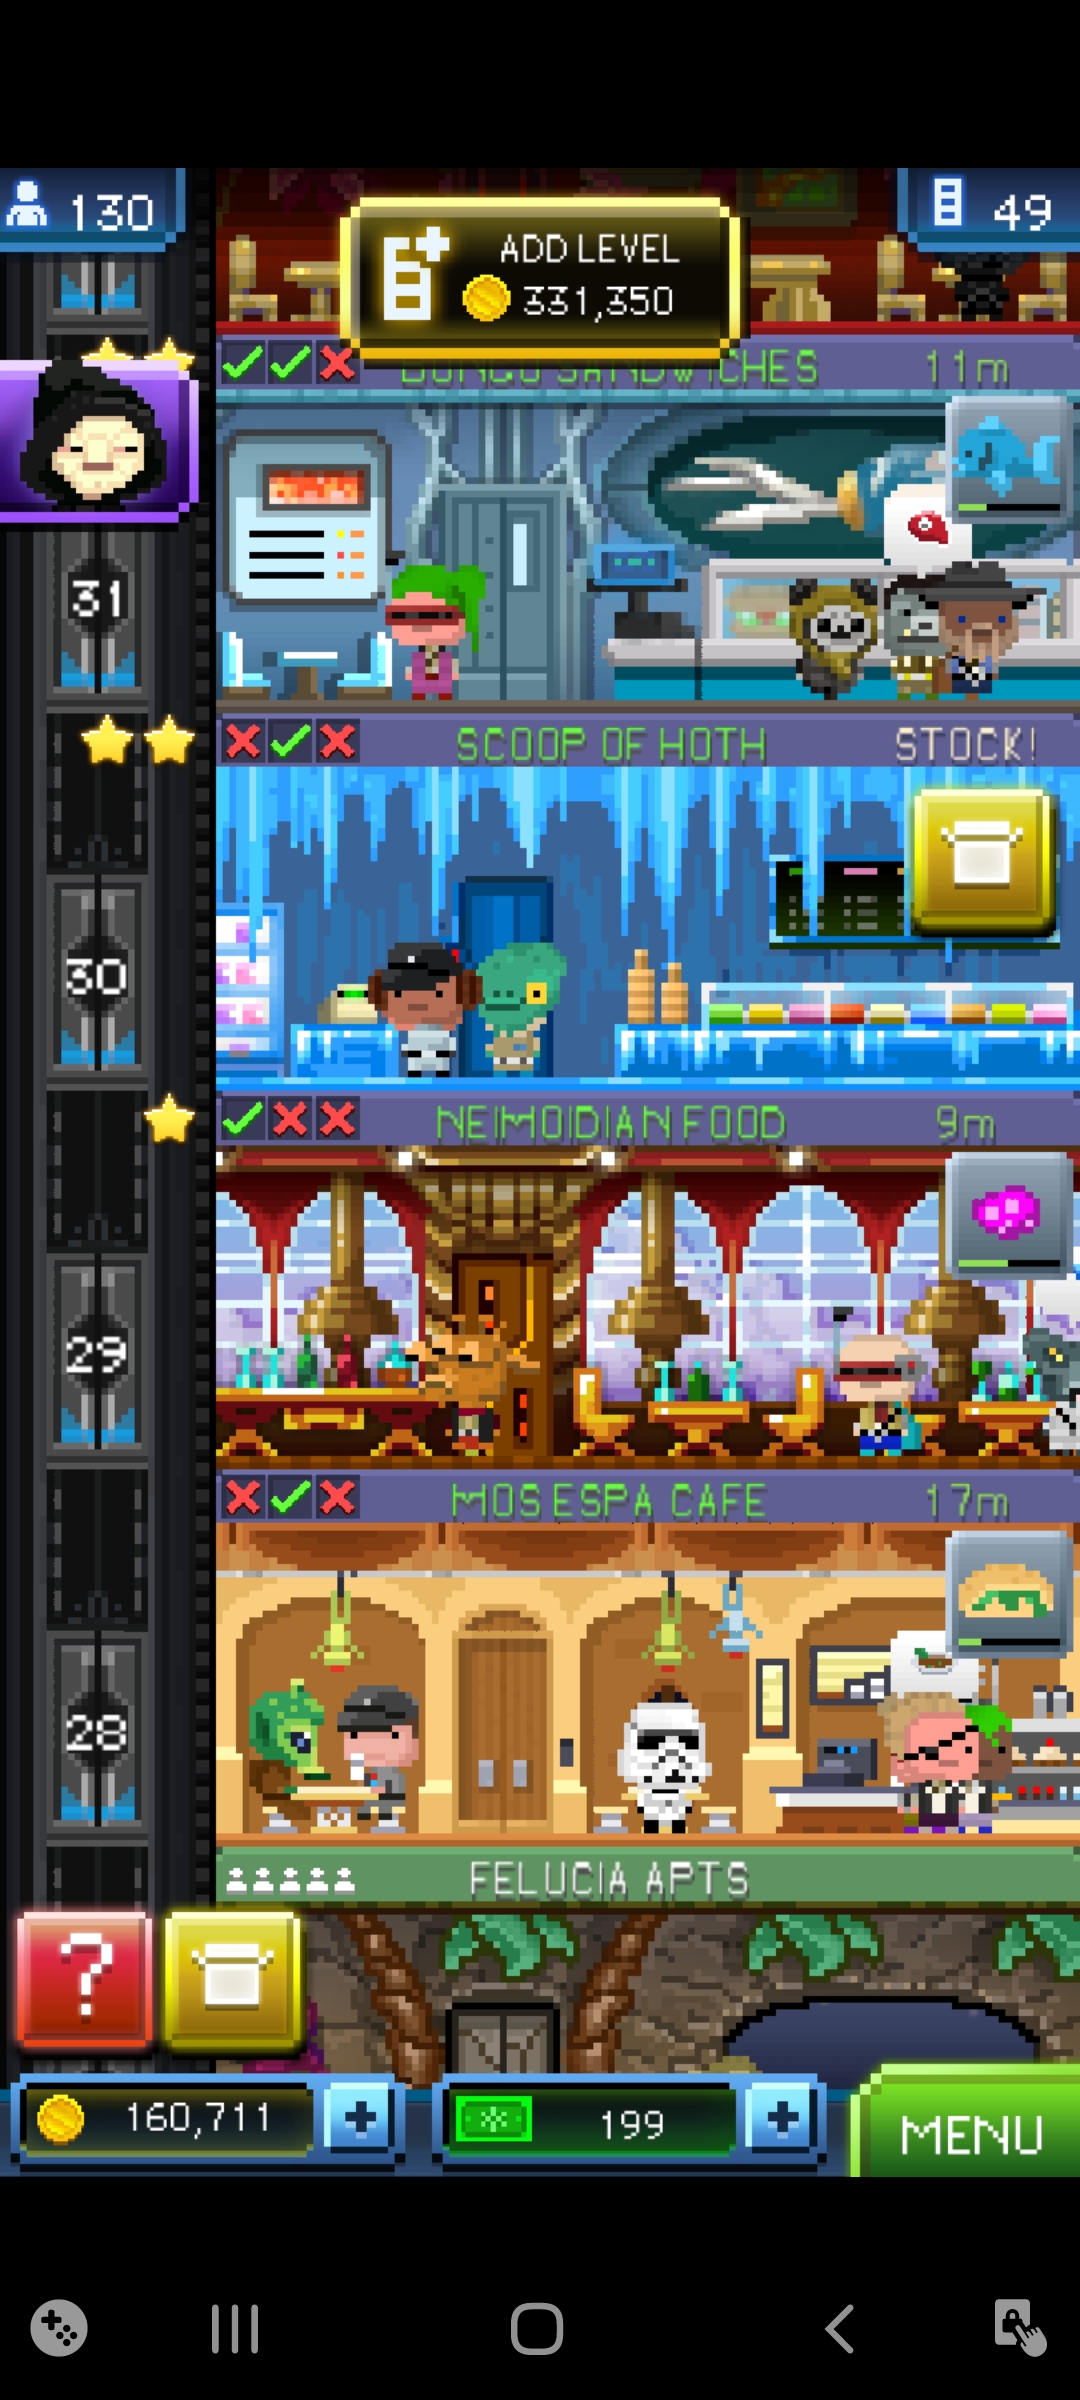 130
ADD LEVEL
331,350
49
SANDWICHES 11m
31
SCOOP OF HOTH STOCK!
30
NEIMOIDIAN FOOD 9m
29
MOS ESPA CAFE 17m
28
FELUCIA APTS
?
160,711
199
MENU